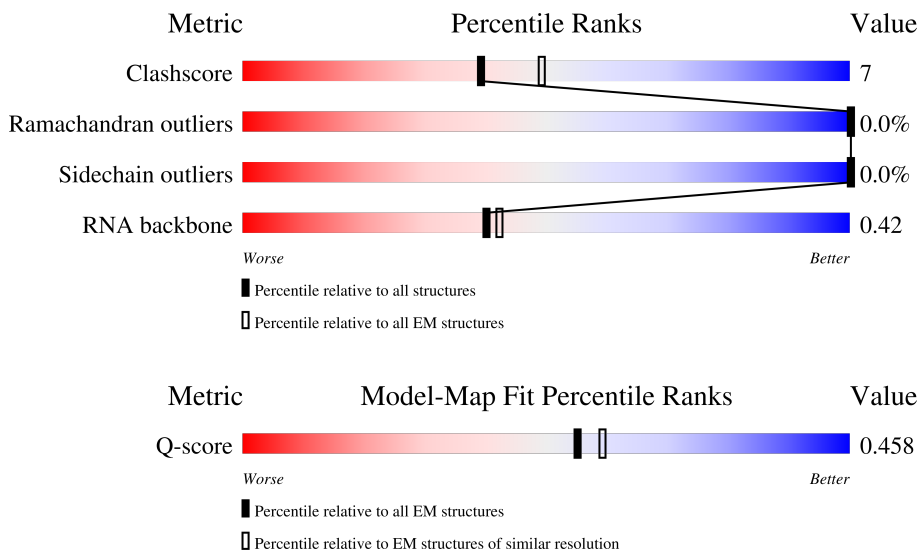 Metric Percentile Ranks Value
Clashscore 7
Ramachandran outliers 0.0%
Sidechain outliers 0.0%
RNA backbone 0.42
Worse Better
Percentile relative to all structures
Percentile relative to all EM structures
Metric Model-Map Fit Percentile Ranks Value
Q-score 0.458
Worse Better
Percentile relative to all EM structures
Percentile relative to EM structures of similar resolution